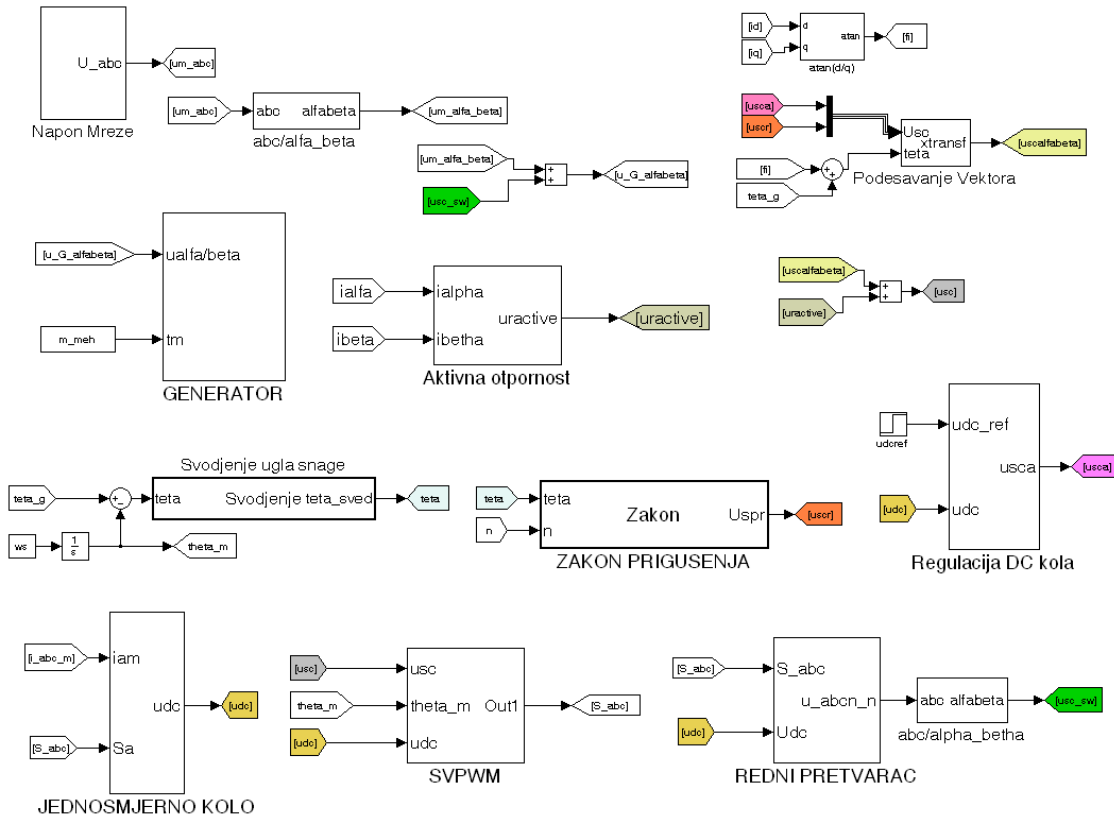 U_abc
[um_abc]
Napon Mreze
[um_abc]
abc alfabeta
[um_alfa_beta]
abc/alfa_beta
[um_alfa_beta]
+
+
[u_G_alfabeta]
[usc_sw]
[id]
[iq]
d
q
atan
[fi]
atan(d/q)
[usca]
[uscr]
Usc
xtransf
teta
[uscalfabeta]
[fi]
+
+
teta_g
Podesavanje Vektora
[u_G_alfabeta]
ualfa/beta
m_meh
tm
GENERATOR
ialfa
ialpha
uractive
[uractive]
ibeta
ibetha
Aktivna otpornost
[uscalfabeta]
+
+
[usc]
[uractive]
udcref
udc_ref
usca
[usca]
[udc]
udc
Regulacija DC kola
Svodjenje ugla snage
teta_g
+
-
teta
Svodjenje teta_sved
teta
ws
1
s
theta_m
teta
teta
n
n
Zakon
Uspr
[uscr]
ZAKON PRIGUSENJA
[i_abc_m]
iam
udc
[udc]
[S_abc]
Sa
JEDNOSMJERNO KOLO
[usc]
usc
theta_m
theta_m
Out1
[S_abc]
[udc]
udc
SVPWM
[S_abc]
S_abc
u_abcn_n
[udc]
Udc
REDNI PRETVARAC
abc alfabeta
[usc_sw]
abc/alpha_betha